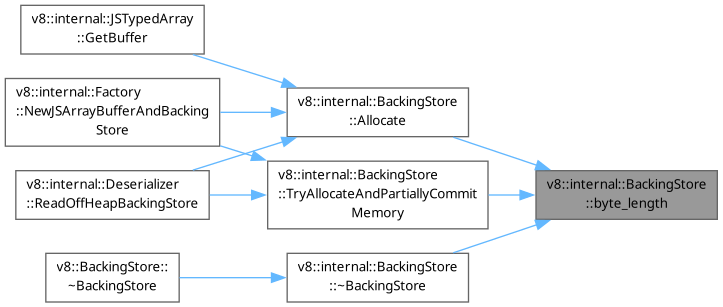 v8::internal::JSTypedArray
::GetBuffer
v8::internal::Factory
::NewJSArrayBufferAndBacking
Store
v8::internal::BackingStore
::Allocate
v8::internal::Deserializer
::ReadOffHeapBackingStore
v8::internal::BackingStore
::TryAllocateAndPartiallyCommit
Memory
v8::internal::BackingStore
::byte_length
v8::BackingStore::
~BackingStore
v8::internal::BackingStore
::~BackingStore